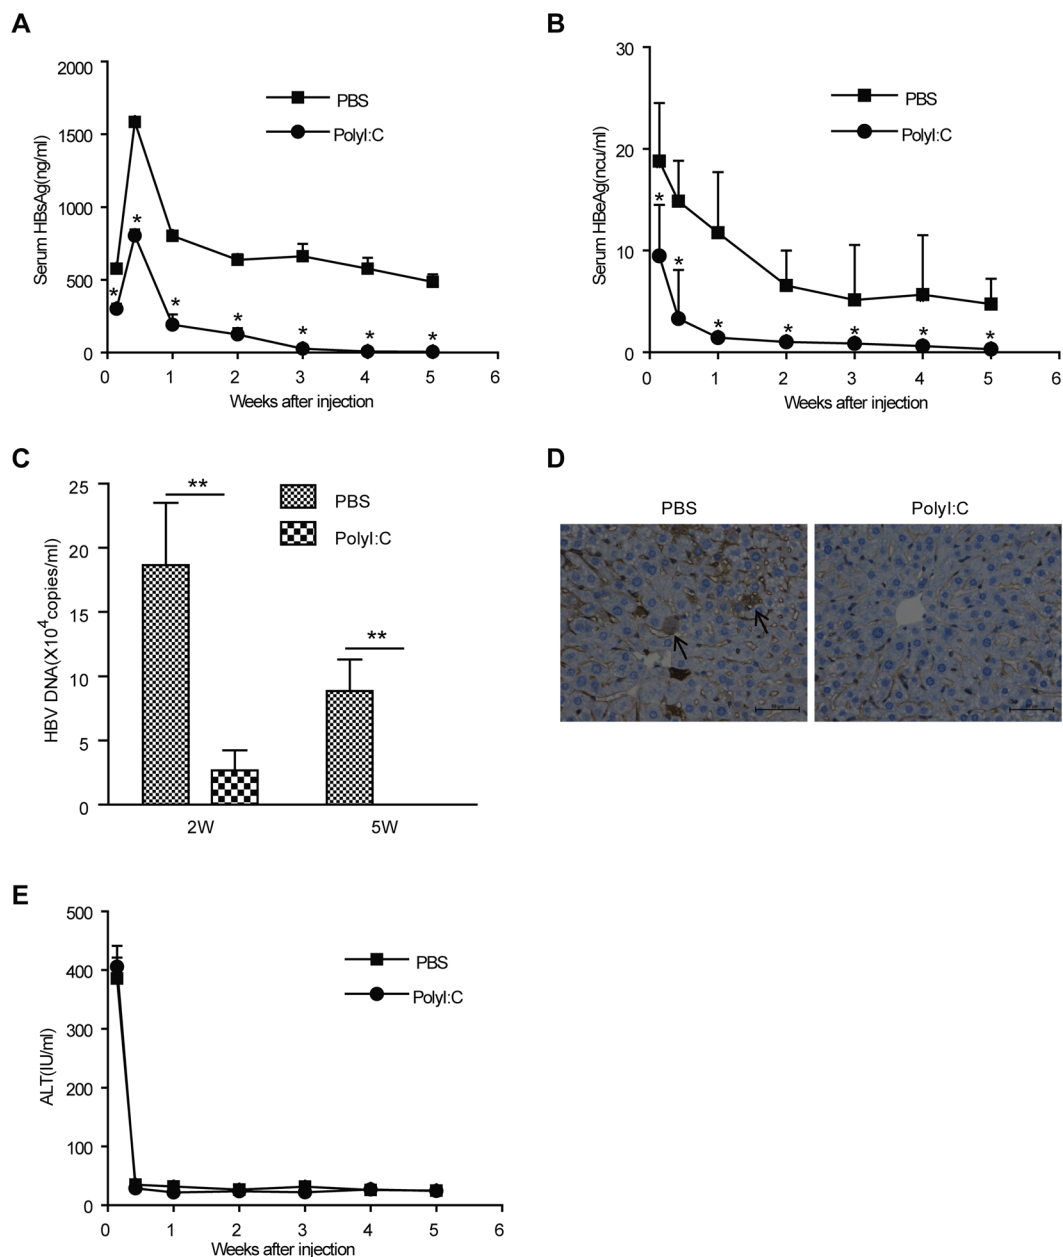 A
2000
1500
1000
500
0
Serum HBsAg(ng/ml)
PBS
PolyI:C
*
*
*
*
*
*
*
0 1 2 3 4 5 6
Weeks after injection
B
30
20
10
0
Serum HBeAg(ncu/ml)
PBS
PolyI:C
*
*
*
*
*
*
*
0 1 2 3 4 5 6
Weeks after injection
C
25
20
15
10
5
0
HBV DNA(X10⁴copies/ml)
**
**
PBS
PolyI:C
2W 5W
D
PBS PolyI:C
E
500
400
300
200
100
0
ALT(IU/ml)
PBS
PolyI:C
0 1 2 3 4 5 6
Weeks after injection